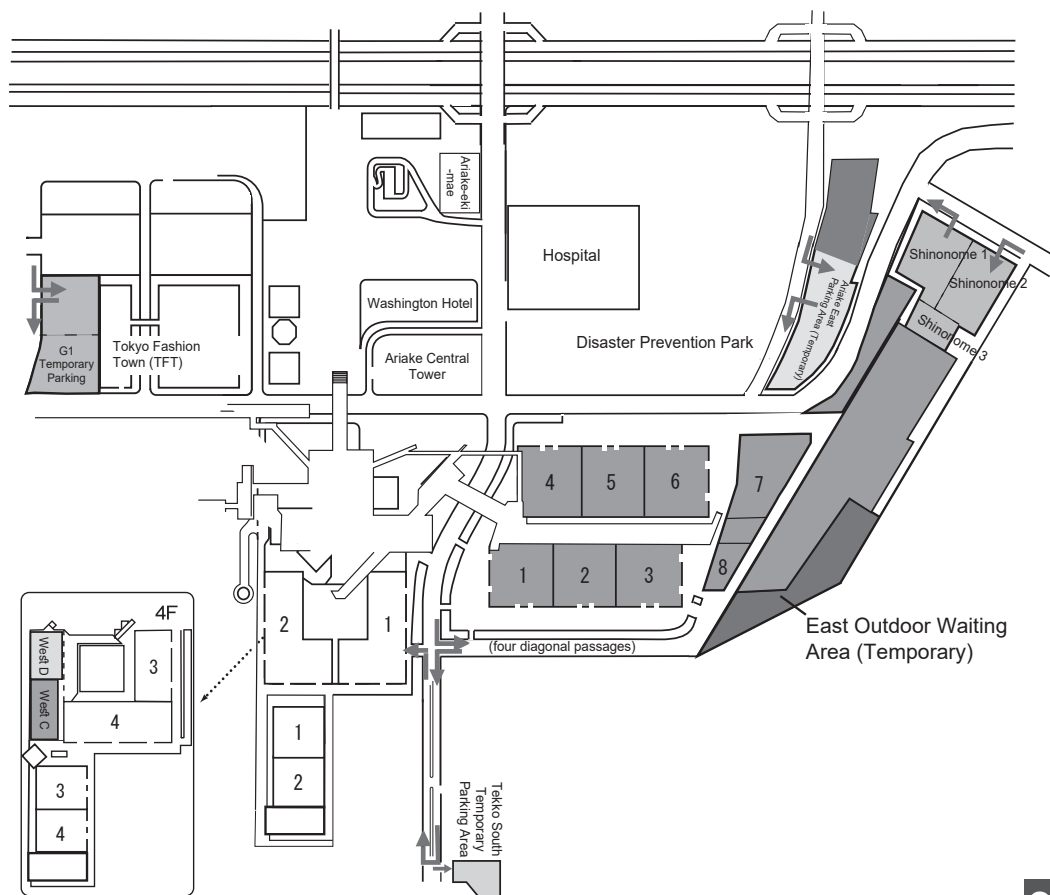 Ariake-eki
-mae
Hospital
Shinonome 1
Shinonome 2
Shinonome 3
Washington Hotel
Ariake East
Parking Area (Temporary)
Disaster Prevention Park
G1
Temporary
Parking
Tokyo Fashion
Town (TFT)
Ariake Central
Tower
4
5
6
7
1
2
3
8
2
1
(four diagonal passages)
East Outdoor Waiting
Area (Temporary)
4F
West D
3
West C
4
3
4
1
2
Tekko South
Temporary
Parking Area